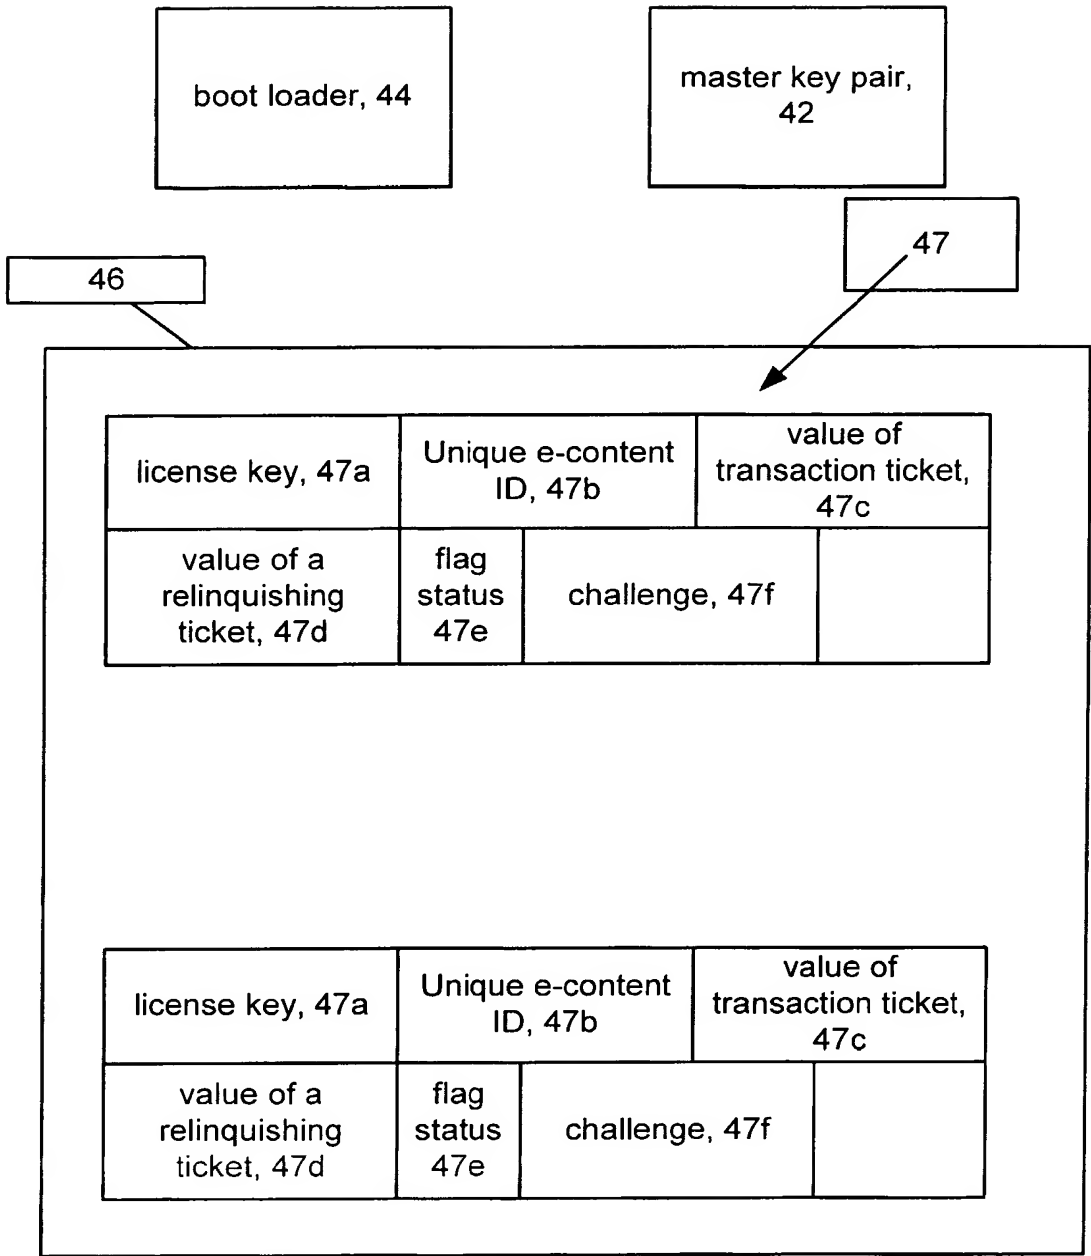 boot loader, 44
master key pair,
42
47
46
license key, 47a
Unique e-content
ID, 47b
value of
transaction ticket,
47c
value of a
relinquishing
ticket, 47d
flag
status
47e
challenge, 47f
license key, 47a
Unique e-content
ID, 47b
value of
transaction ticket,
47c
value of a
relinquishing
ticket, 47d
flag
status
47e
challenge, 47f